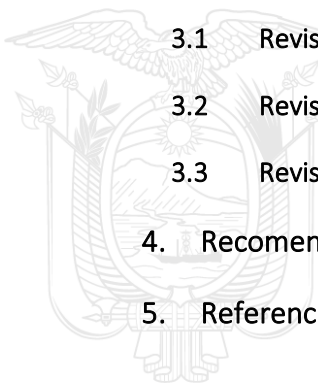 3.1 Revis
3.2 Revis
3.3 Revis
4. Recomen
5. Referenc